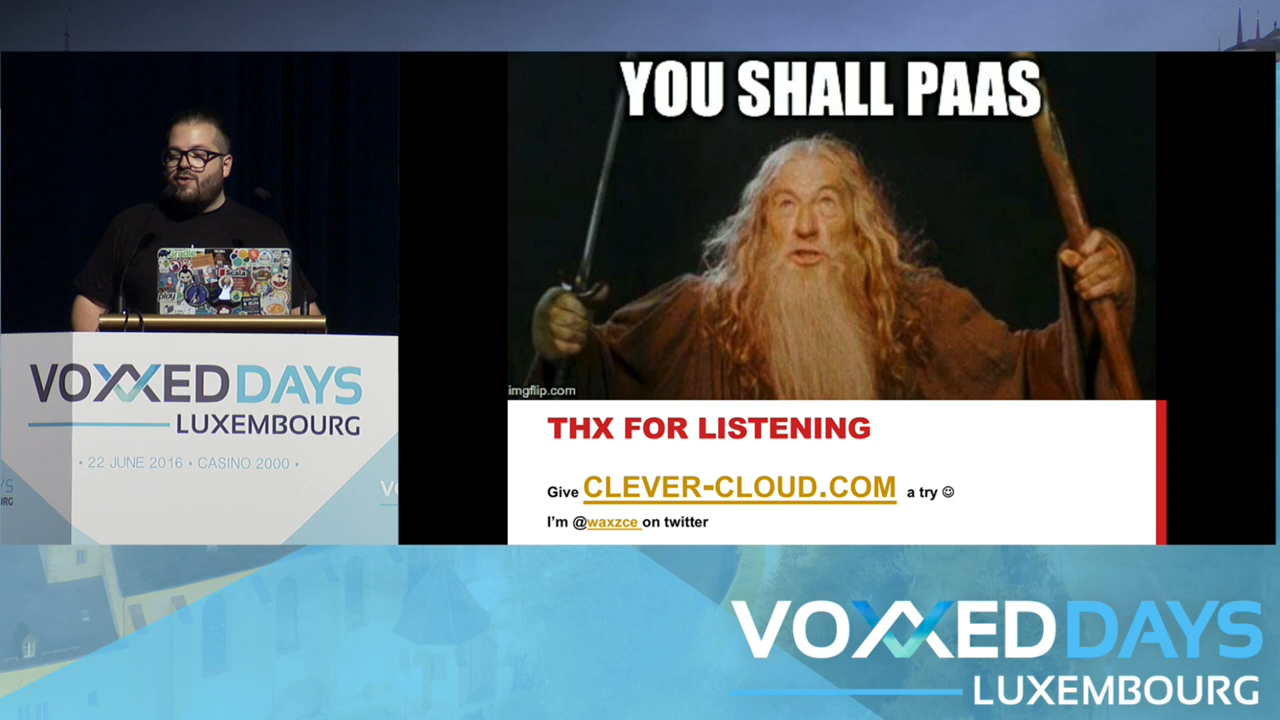 YOU SHALL PAAS
imgflip.com
THX FOR LISTENING
Give CLEVER-CLOUD.COM a try ☺
I'm @waxzce on twitter
VOXXED DAYS
LUXEMBOURG
• 22 JUNE 2016 • CASINO 2000 •
VOXXED DAYS
LUXEMBOURG